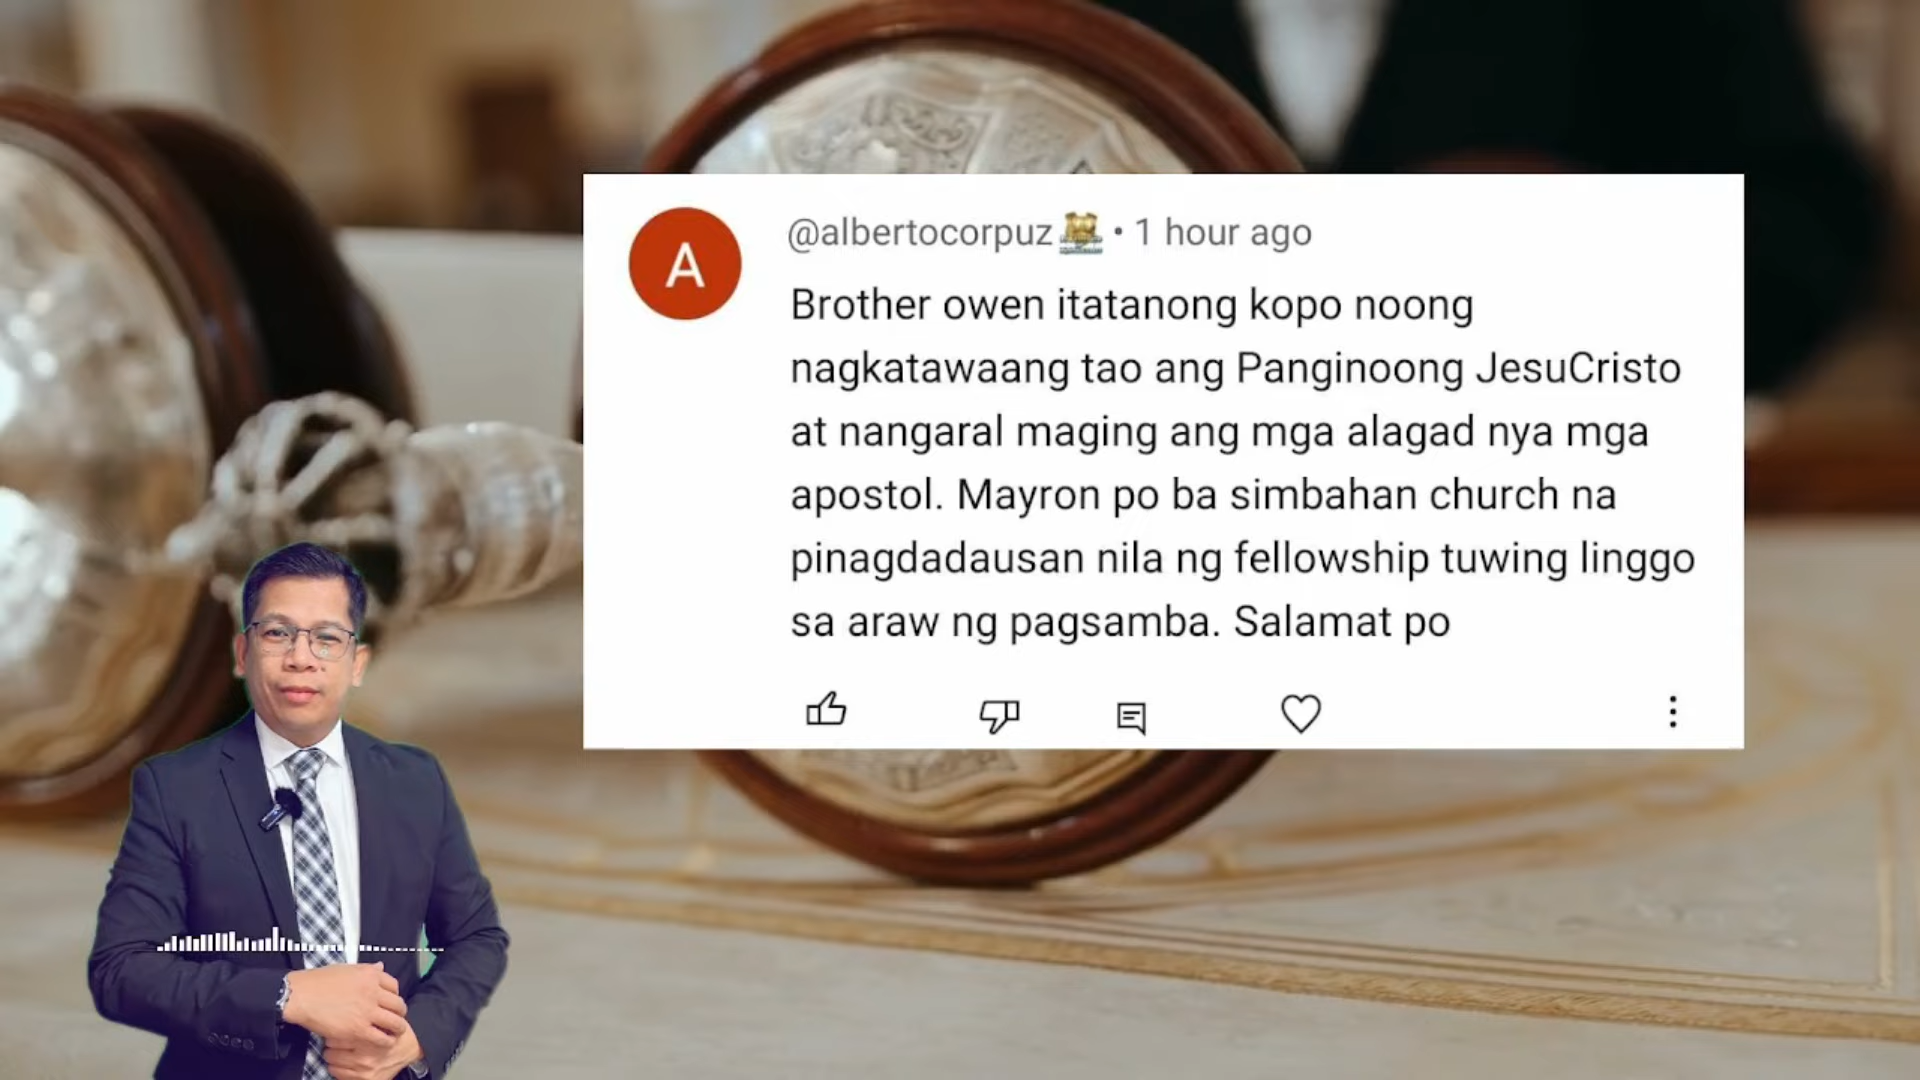 A
@albertocorpuz • 1 hour ago
Brother owen itatanong kopo noong
nagkatawaang tao ang Panginoong JesuCristo
at nangaral maging ang mga alagad nya mga
apostol. Mayron po ba simbahan church na
pinagdadausan nila ng fellowship tuwing linggo
sa araw ng pagsamba. Salamat po